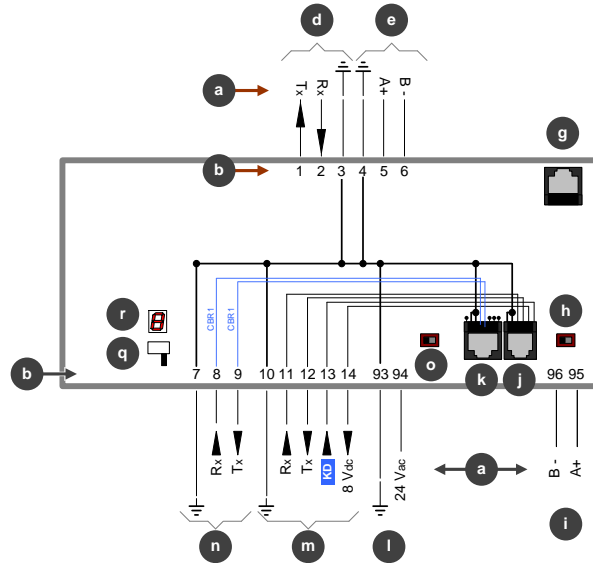 d e
a Tx Rx A+ B -
g
b 1 2 3 4 5 6
CBR1 CBR1
r 8 h
q o
k j
b 7 8 9 10 11 12 13 14 93 94 96 95
Rx Tx Rx Tx KD 8 Vdc 24 Vac a B - A+
n m l i